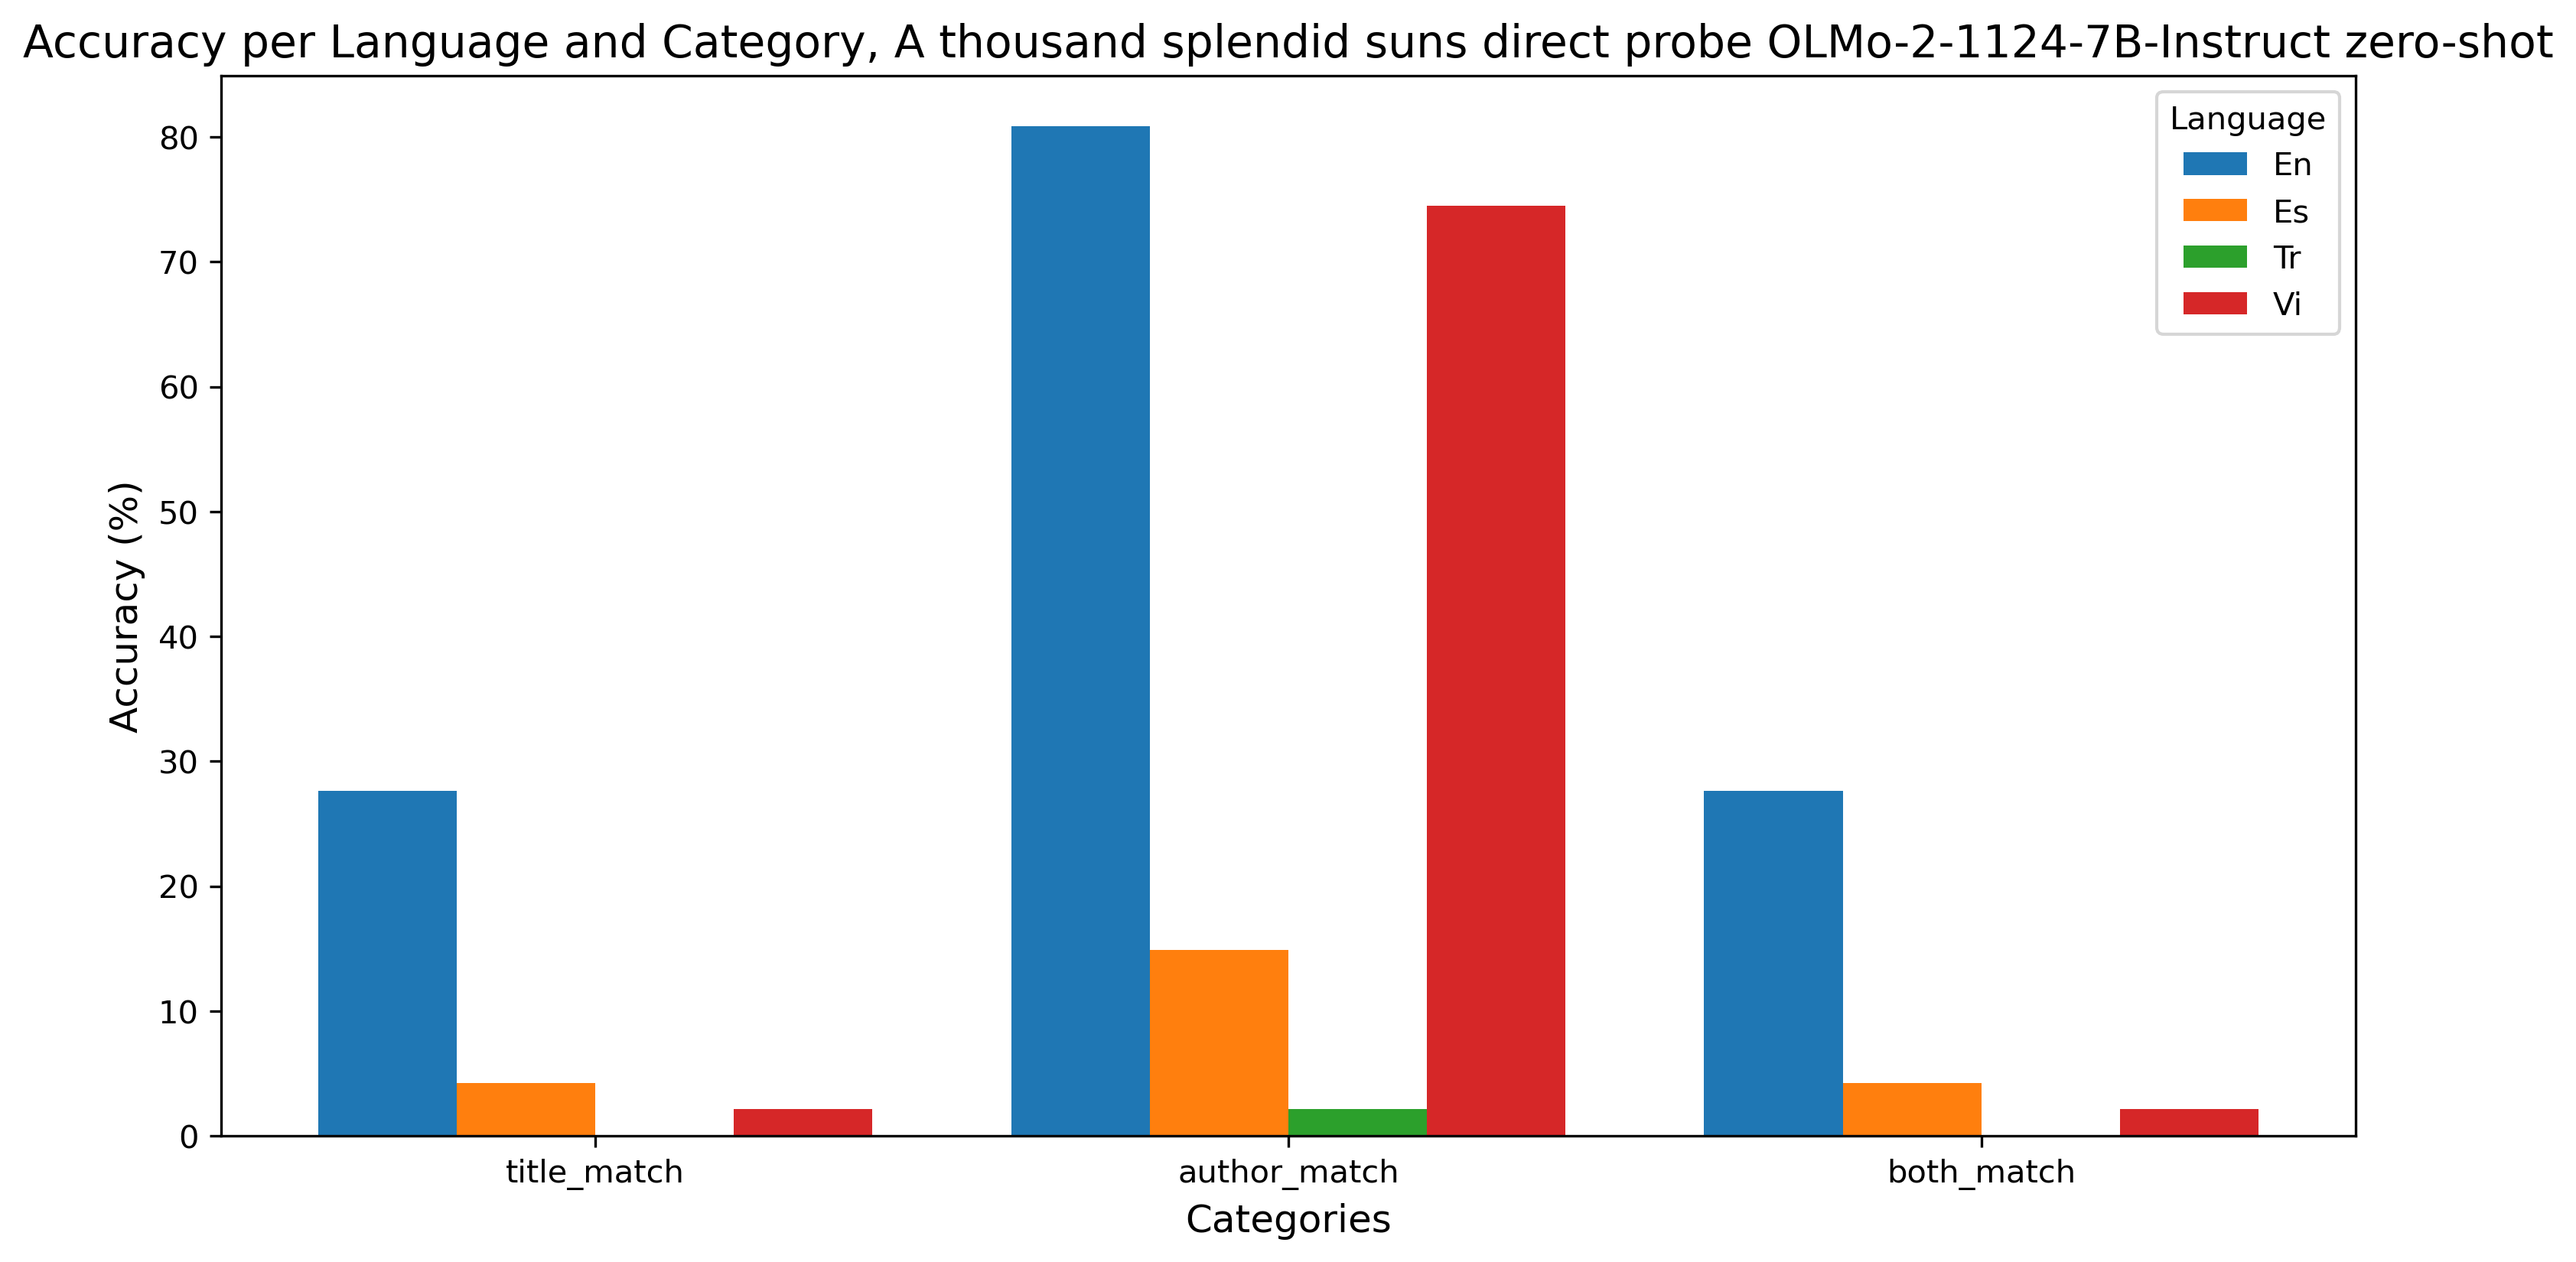 Accuracy per Language and Category, A thousand splendid suns direct probe OLMo-2-1124-7B-Instruct zero-shot
Accuracy (%)
80
70
60
50
40
30
20
10
0
Language
En
Es
Tr
Vi
title_match
author_match
both_match
Categories